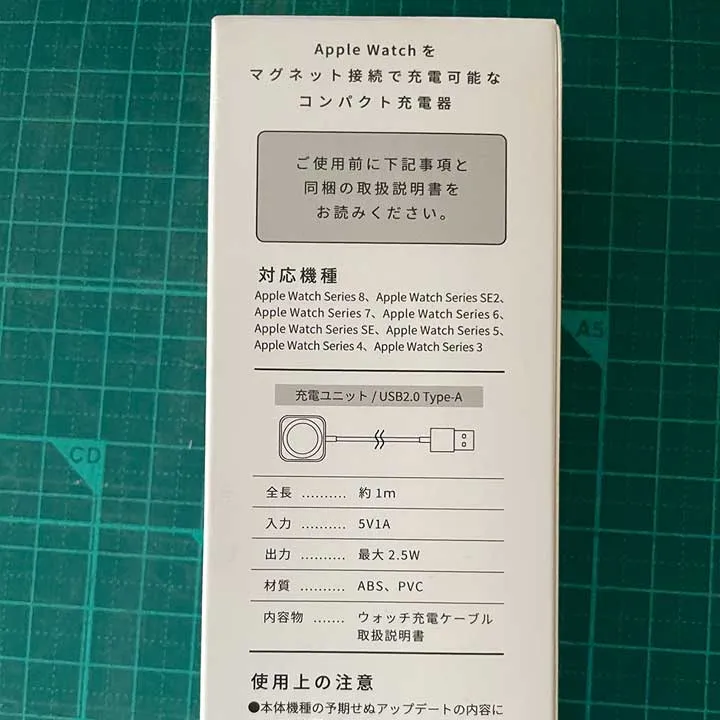 Apple Watch を
マグネット接続で充電可能な
コンパクト充電器
ご使用前に下記事項と
同梱の取扱説明書を
お読みください。
対応機種
Apple Watch Series 8、Apple Watch Series SE2、
Apple Watch Series 7、Apple Watch Series 6、
Apple Watch Series SE、Apple Watch Series 5、
Apple Watch Series 4、Apple Watch Series 3
充電ユニット / USB2.0 Type-A
全長 .......... 約 1m
入力 .......... 5V1A
出力 .......... 最大 2.5W
材質 .......... ABS、PVC
内容物 ....... ウォッチ充電ケーブル
取扱説明書
使用上の注意
●本体機種の予期せぬアップデートの内容に
CD
A5